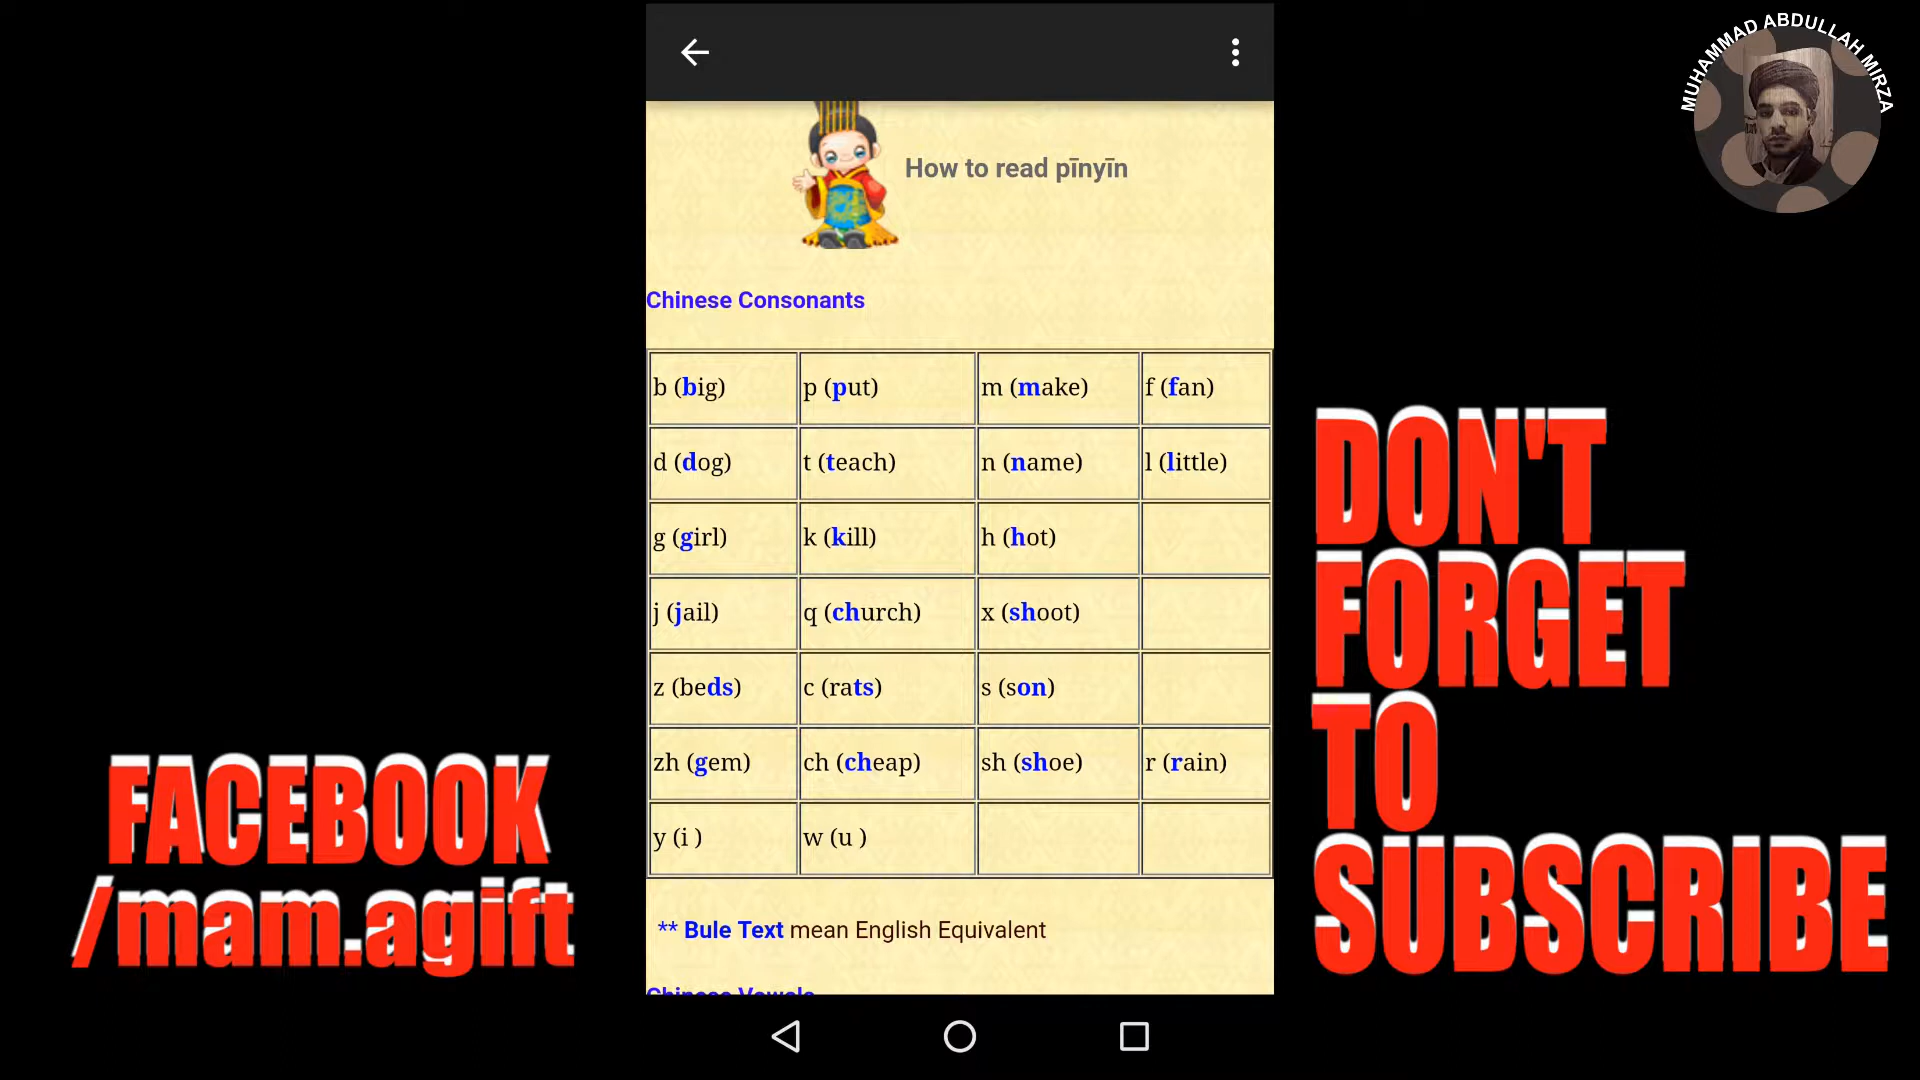 MUHAMMAD ABDULLAH MIRZA
How to read pīnyīn
Chinese Consonants
b (big) p (put) m (make) f (fan)
d (dog) t (teach) n (name) l (little)
g (girl) k (kill) h (hot)
j (jail) q (church) x (shoot)
z (beds) c (rats) s (son)
zh (gem) ch (cheap) sh (shoe) r (rain)
y (i ) w (u )
** Bule Text mean English Equivalent
Chinese Vowels
FACEBOOK
/mam.agift
DON'T
FORGET
TO
SUBSCRIBE